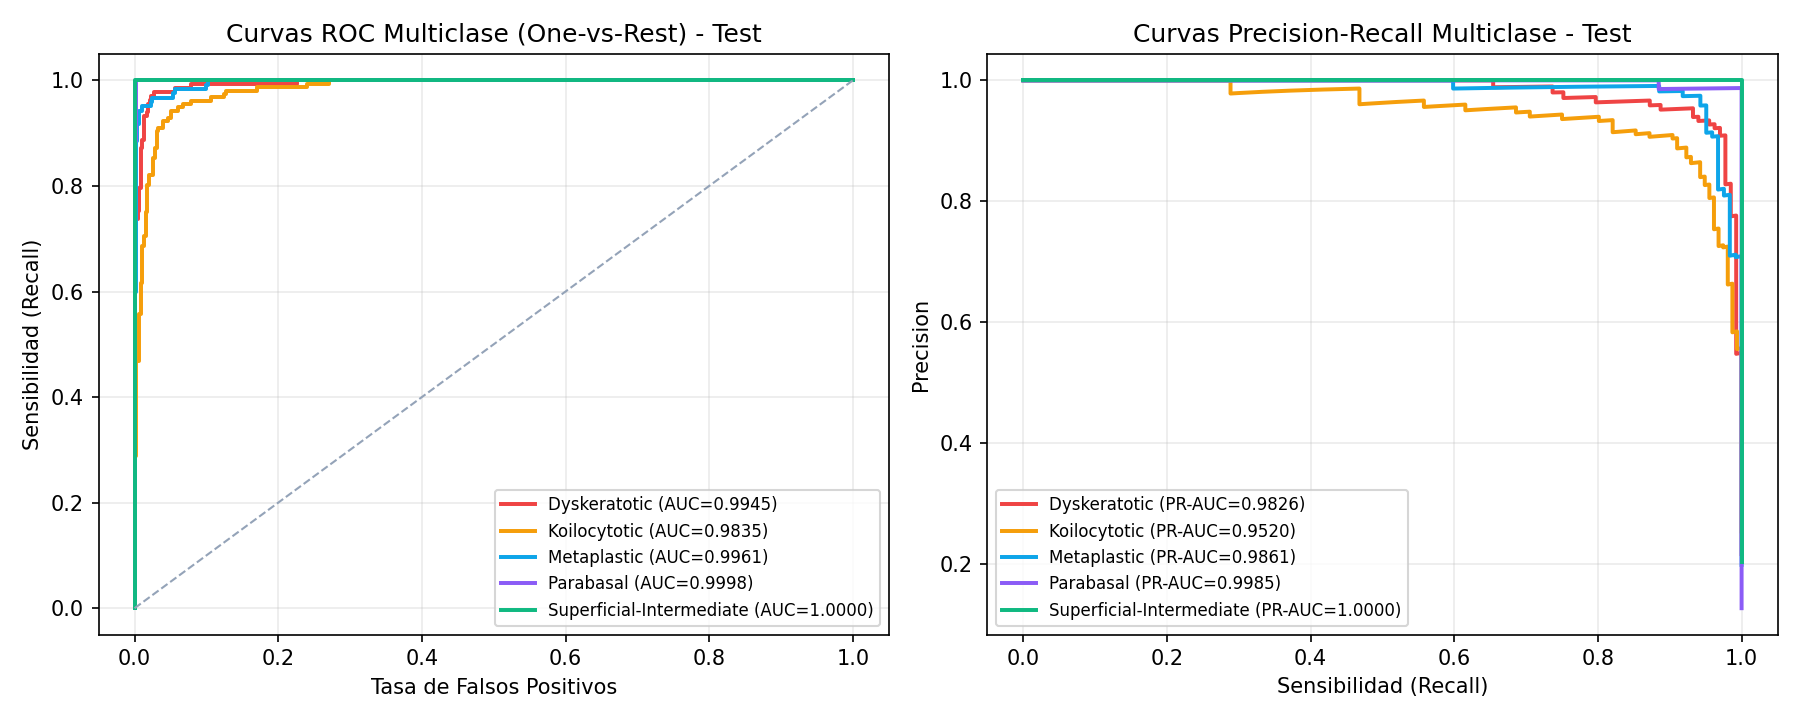 Curvas ROC Multiclase (One-vs-Rest) - Test
Sensibilidad (Recall)
1.0
0.8
0.6
0.4
0.2
0.0
Dyskeratotic (AUC=0.9945)
Koilocytotic (AUC=0.9835)
Metaplastic (AUC=0.9961)
Parabasal (AUC=0.9998)
Superficial-Intermediate (AUC=1.0000)
0.0 0.2 0.4 0.6 0.8 1.0
Tasa de Falsos Positivos
Curvas Precision-Recall Multiclase - Test
Precision
1.0
0.8
0.6
0.4
0.2
Dyskeratotic (PR-AUC=0.9826)
Koilocytotic (PR-AUC=0.9520)
Metaplastic (PR-AUC=0.9861)
Parabasal (PR-AUC=0.9985)
Superficial-Intermediate (PR-AUC=1.0000)
0.0 0.2 0.4 0.6 0.8 1.0
Sensibilidad (Recall)